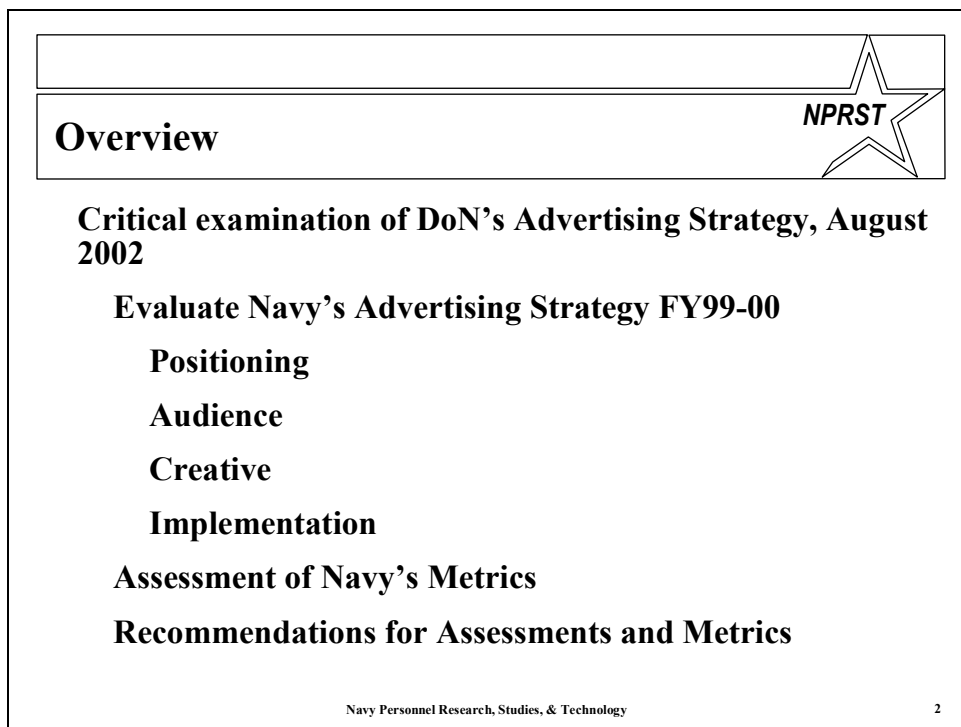 NPRST
Overview
Critical examination of DoN’s Advertising Strategy, August
2002
Evaluate Navy’s Advertising Strategy FY99-00
Positioning
Audience
Creative
Implementation
Assessment of Navy’s Metrics
Recommendations for Assessments and Metrics
Navy Personnel Research, Studies, & Technology 2